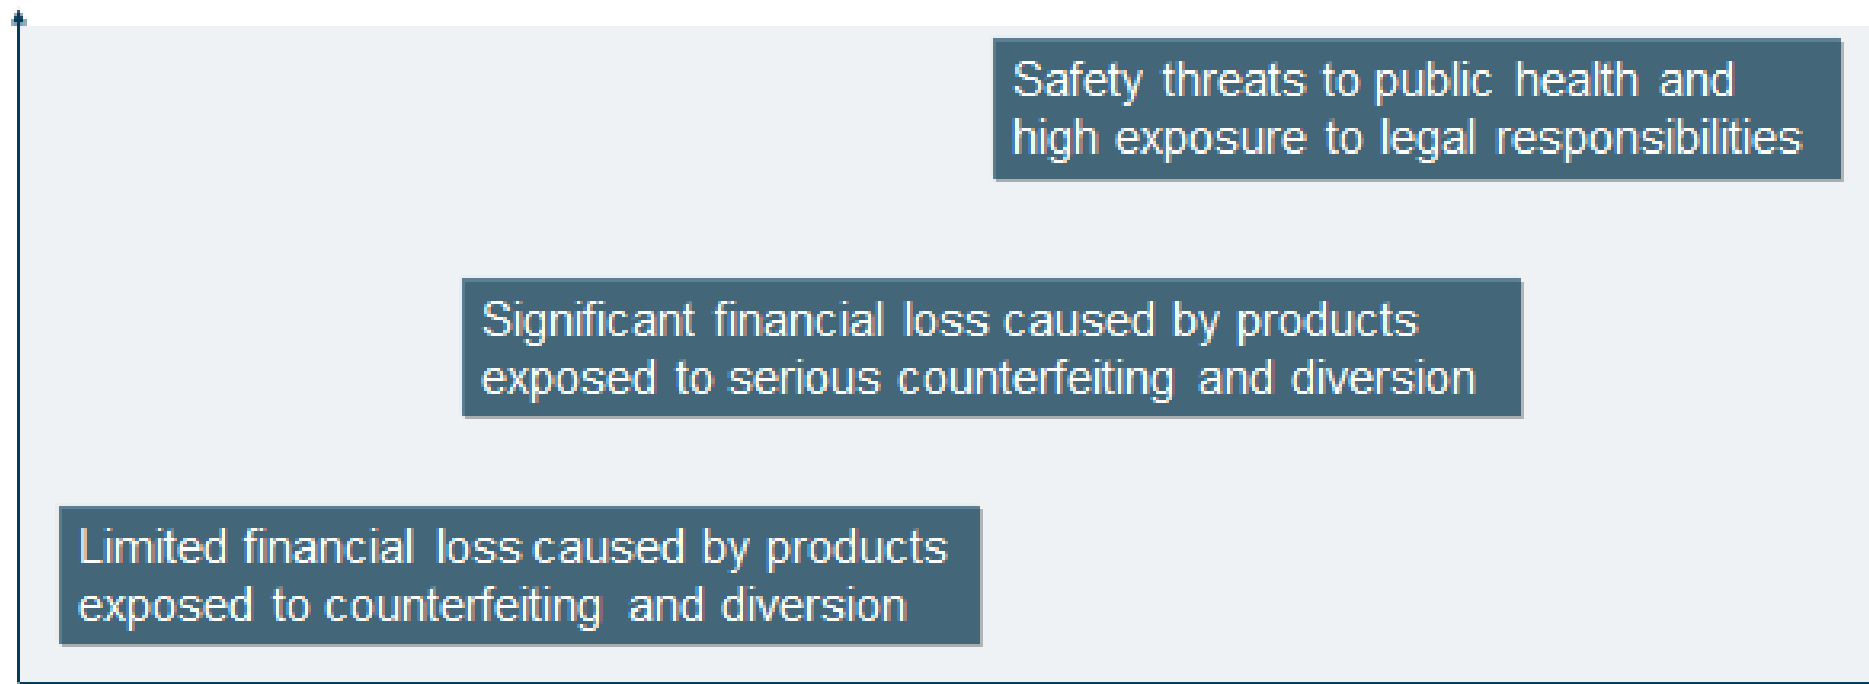 Safety threats to public health and
high exposure to legal responsibilities
Significant financial loss caused by products
exposed to serious counterfeiting and diversion
Limited financial loss caused by products
exposed to counterfeiting and diversion